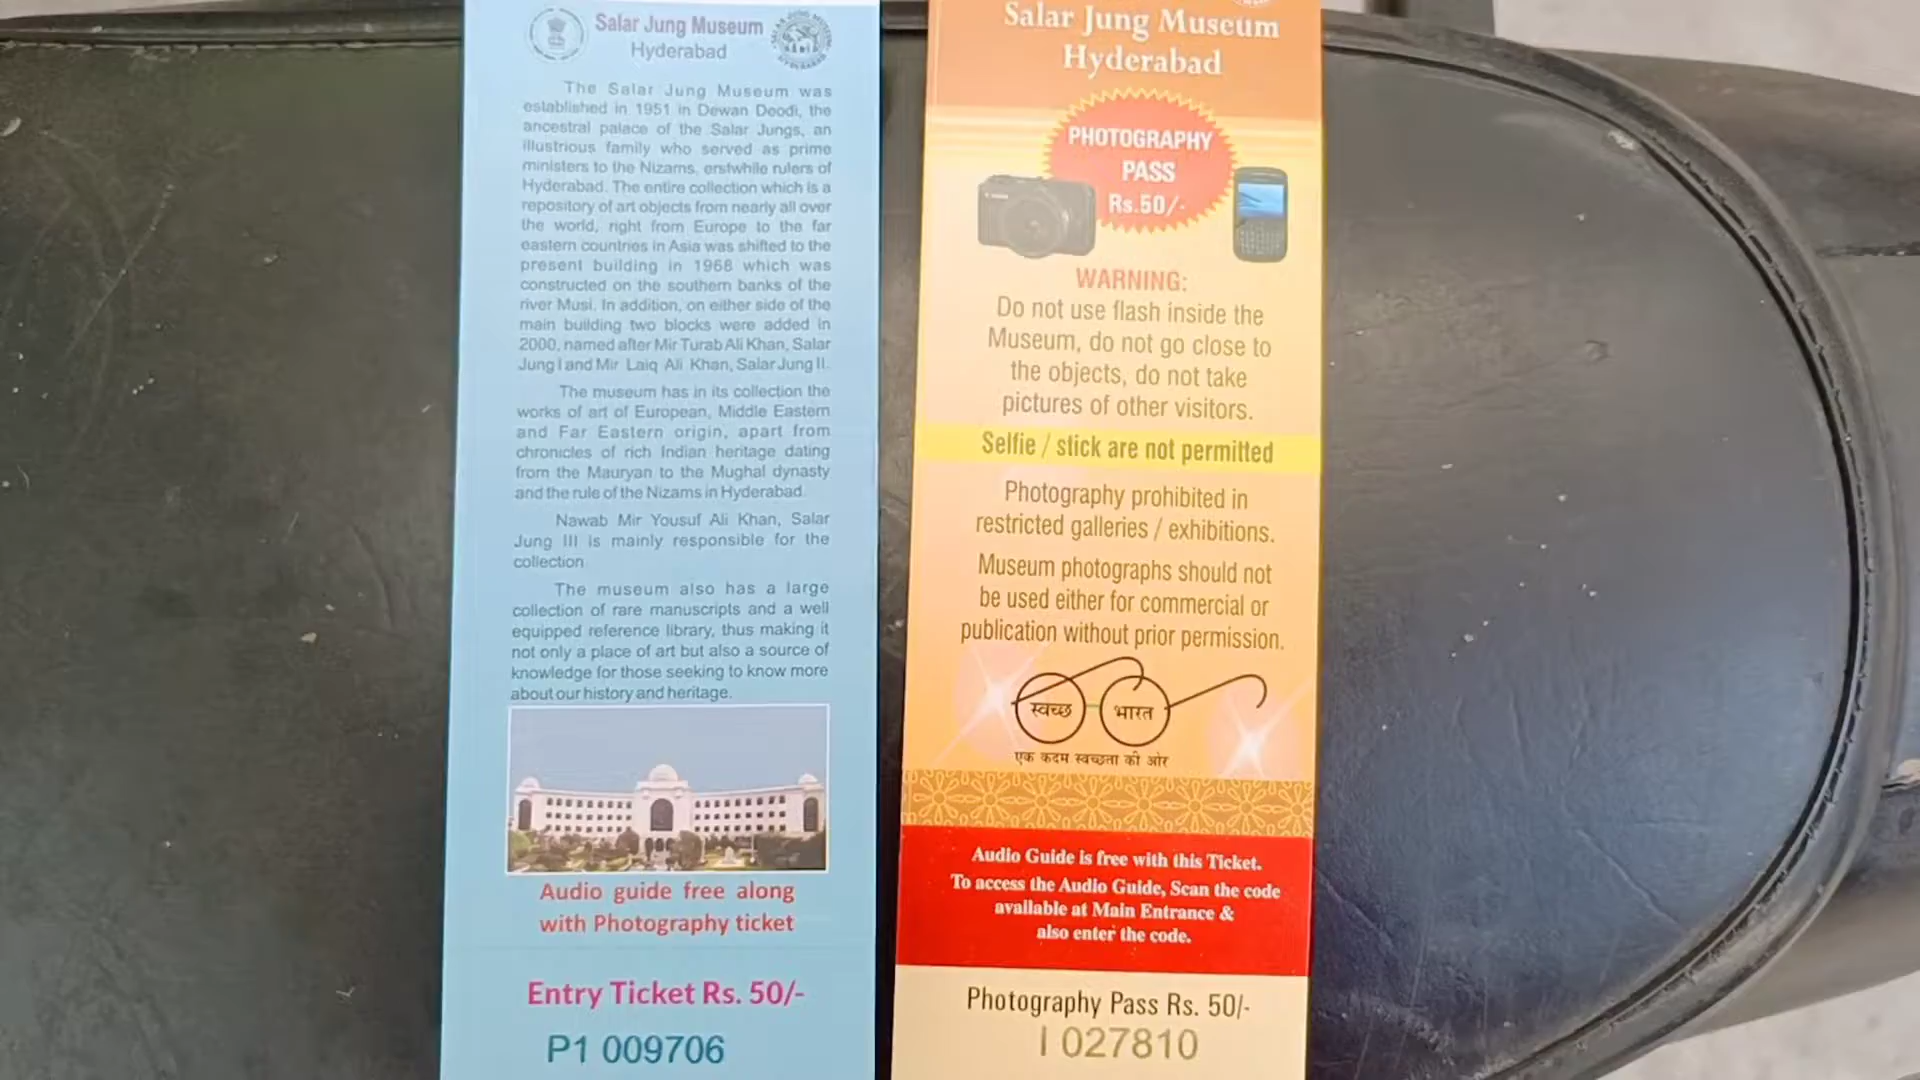 Salar Jung Museum
Hyderabad
The Salar Jung Museum was
established in 1951 in Dewan Deodi, the
ancestral palace of the Salar Jungs, an
illustrious family who served as prime
ministers to the Nizams, erstwhile rulers of
Hyderabad. The entire collection which is a
repository of art objects from nearly all over
the world, right from Europe to the far
eastern countries in Asia was shifted to the
present building in 1968 which was
constructed on the southern banks of the
river Musi. In addition, on either side of the
main building two blocks were added in
2000, named after Mir Turab Ali Khan, Salar
Jung I and Mir Laiq Ali Khan, Salar Jung II.
The museum has in its collection the
works of art of European, Middle Eastern
and Far Eastern origin, apart from
chronicles of rich Indian heritage dating
from the Mauryan to the Mughal dynasty
and the rule of the Nizams in Hyderabad.
Nawab Mir Yousuf Ali Khan, Salar
Jung III is mainly responsible for the
collection.
The museum also has a large
collection of rare manuscripts and a well
equipped reference library, thus making it
not only a place of art but also a source of
knowledge for those seeking to know more
about our history and heritage.
Audio guide free along
with Photography ticket
Entry Ticket Rs. 50/-
P1 009706
Salar Jung Museum
Hyderabad
PHOTOGRAPHY
PASS
Rs.50/-
WARNING:
Do not use flash inside the
Museum, do not go close to
the objects, do not take
pictures of other visitors.
Selfie / stick are not permitted
Photography prohibited in
restricted galleries / exhibitions.
Museum photographs should not
be used either for commercial or
publication without prior permission.
स्वच्छ भारत
एक कदम स्वच्छता की ओर
Audio Guide is free with this Ticket.
To access the Audio Guide, Scan the code
available at Main Entrance &
also enter the code.
Photography Pass Rs. 50/-
I 027810